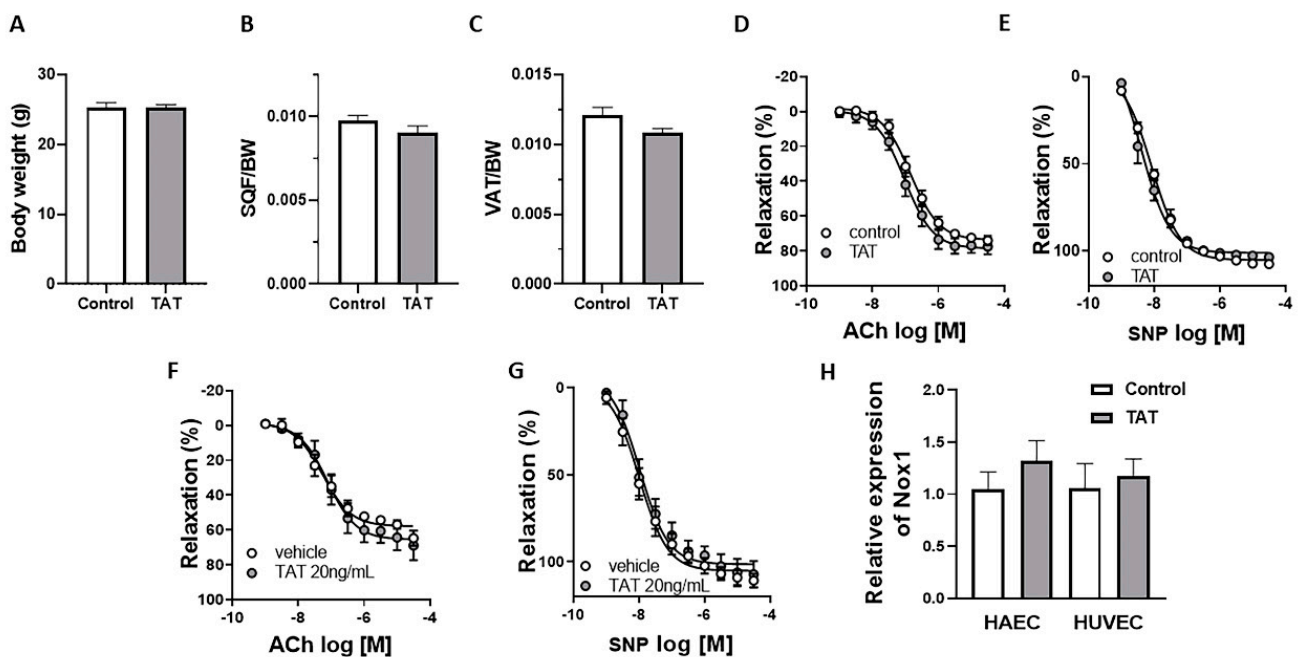 A
B
C
D
E
Body weight (g)
30
20
10
0
Control TAT
SQF/BW
0.010
0.005
0.000
Control TAT
VAT/BW
0.015
0.010
0.005
0.000
Control TAT
Relaxation (%)
-20
0
20
40
60
80
100
control
TAT
-10 -8 -6 -4
ACh log [M]
Relaxation (%)
0
50
100
control
TAT
-10 -8 -6 -4
SNP log [M]
F
G
H
Relaxation (%)
-20
0
20
40
60
80
100
vehicle
TAT 20ng/mL
-10 -8 -6 -4
ACh log [M]
Relaxation (%)
0
50
100
vehicle
TAT 20ng/mL
-10 -8 -6 -4
SNP log [M]
Relative expression
of Nox1
2.0
1.5
1.0
0.5
0.0
Control
TAT
HAEC HUVEC